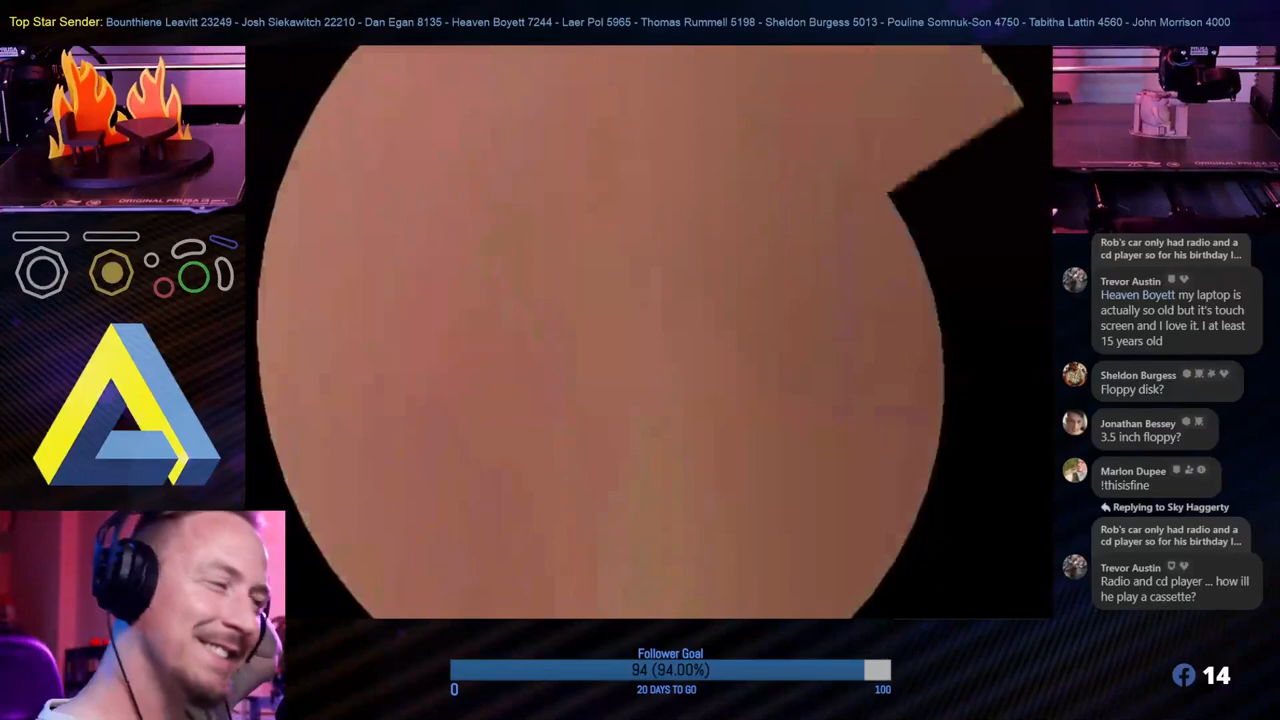 Top Star Sender: Bounthiene Leavitt 23249 - Josh Siekawitch 22210 - Dan Egan 8135 - Heaven Boyett 7244 - Laer Pol 5965 - Thomas Rummell 5198 - Sheldon Burgess 5013 - Pouline Somnuk-Son 4750 - Tabitha Lattin 4560 - John Morrison 4000
ORIGINAL PRUSA
PRUSA
ORIGINAL PRUSA
Rob's car only had radio and a
cd player so for his birthday I...
Trevor Austin
Heaven Boyett my laptop is
actually so old but it's touch
screen and I love it. I at least
15 years old
Sheldon Burgess
Floppy disk?
Jonathan Bessey
3.5 inch floppy?
Marlon Dupee
!thisisfine
Replying to Sky Haggerty
Rob's car only had radio and a
cd player so for his birthday I...
Trevor Austin
Radio and cd player ... how ill
he play a cassette?
Follower Goal
94 (94.00%)
0 20 DAYS TO GO 100
14